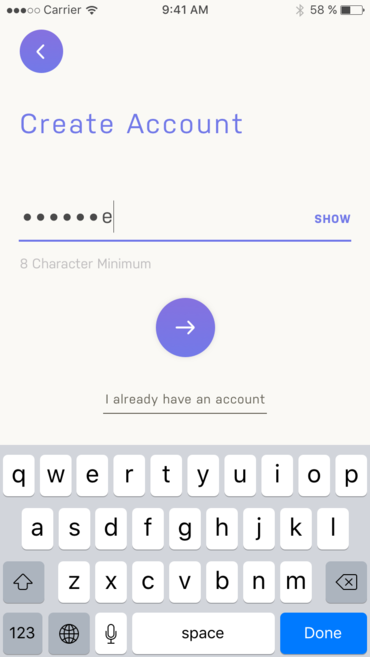 ●●●○○ Carrier 9:41 AM 58 %
Create Account
●●●●●●e SHOW
8 Character Minimum
I already have an account
q w e r t y u i o p
a s d f g h j k l
z x c v b n m
123 space Done